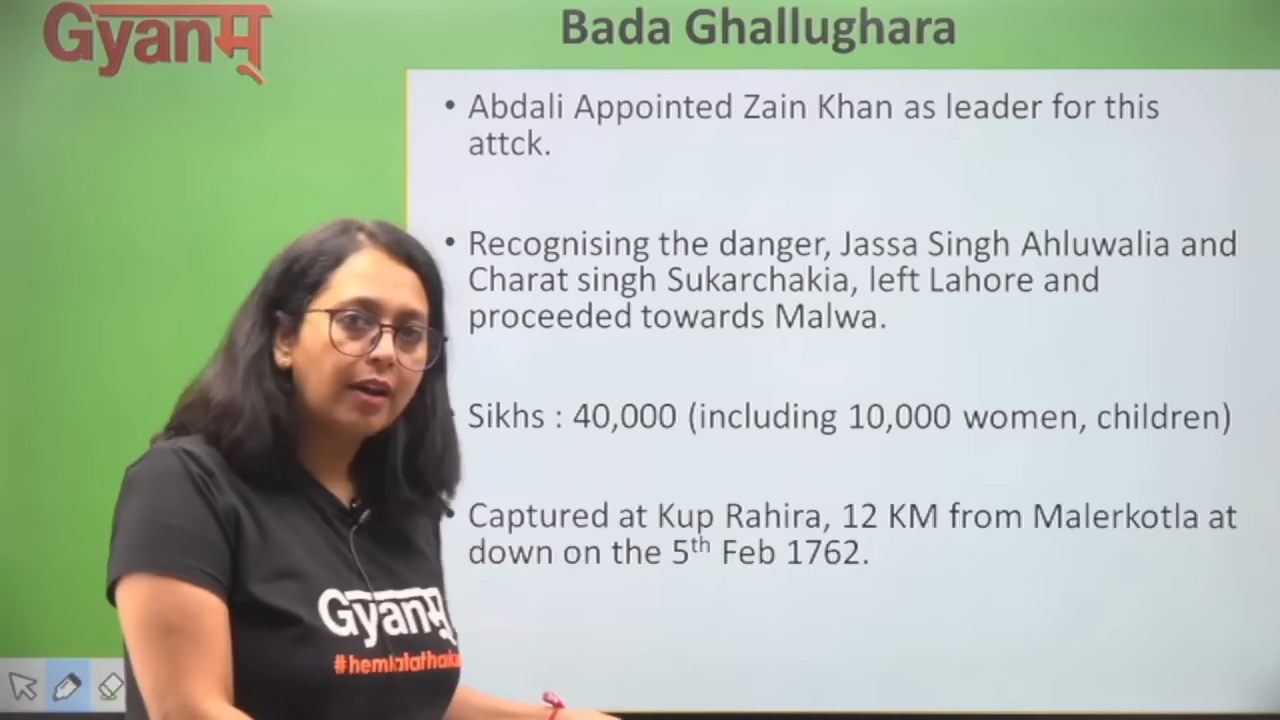 Gyanम्
Bada Ghallughara
• Abdali Appointed Zain Khan as leader for this
attck.
• Recognising the danger, Jassa Singh Ahluwalia and
Charat singh Sukarchakia, left Lahore and
proceeded towards Malwa.
Sikhs : 40,000 (including 10,000 women, children)
Captured at Kup Rahira, 12 KM from Malerkotla at
down on the 5th Feb 1762.
Gyanम्